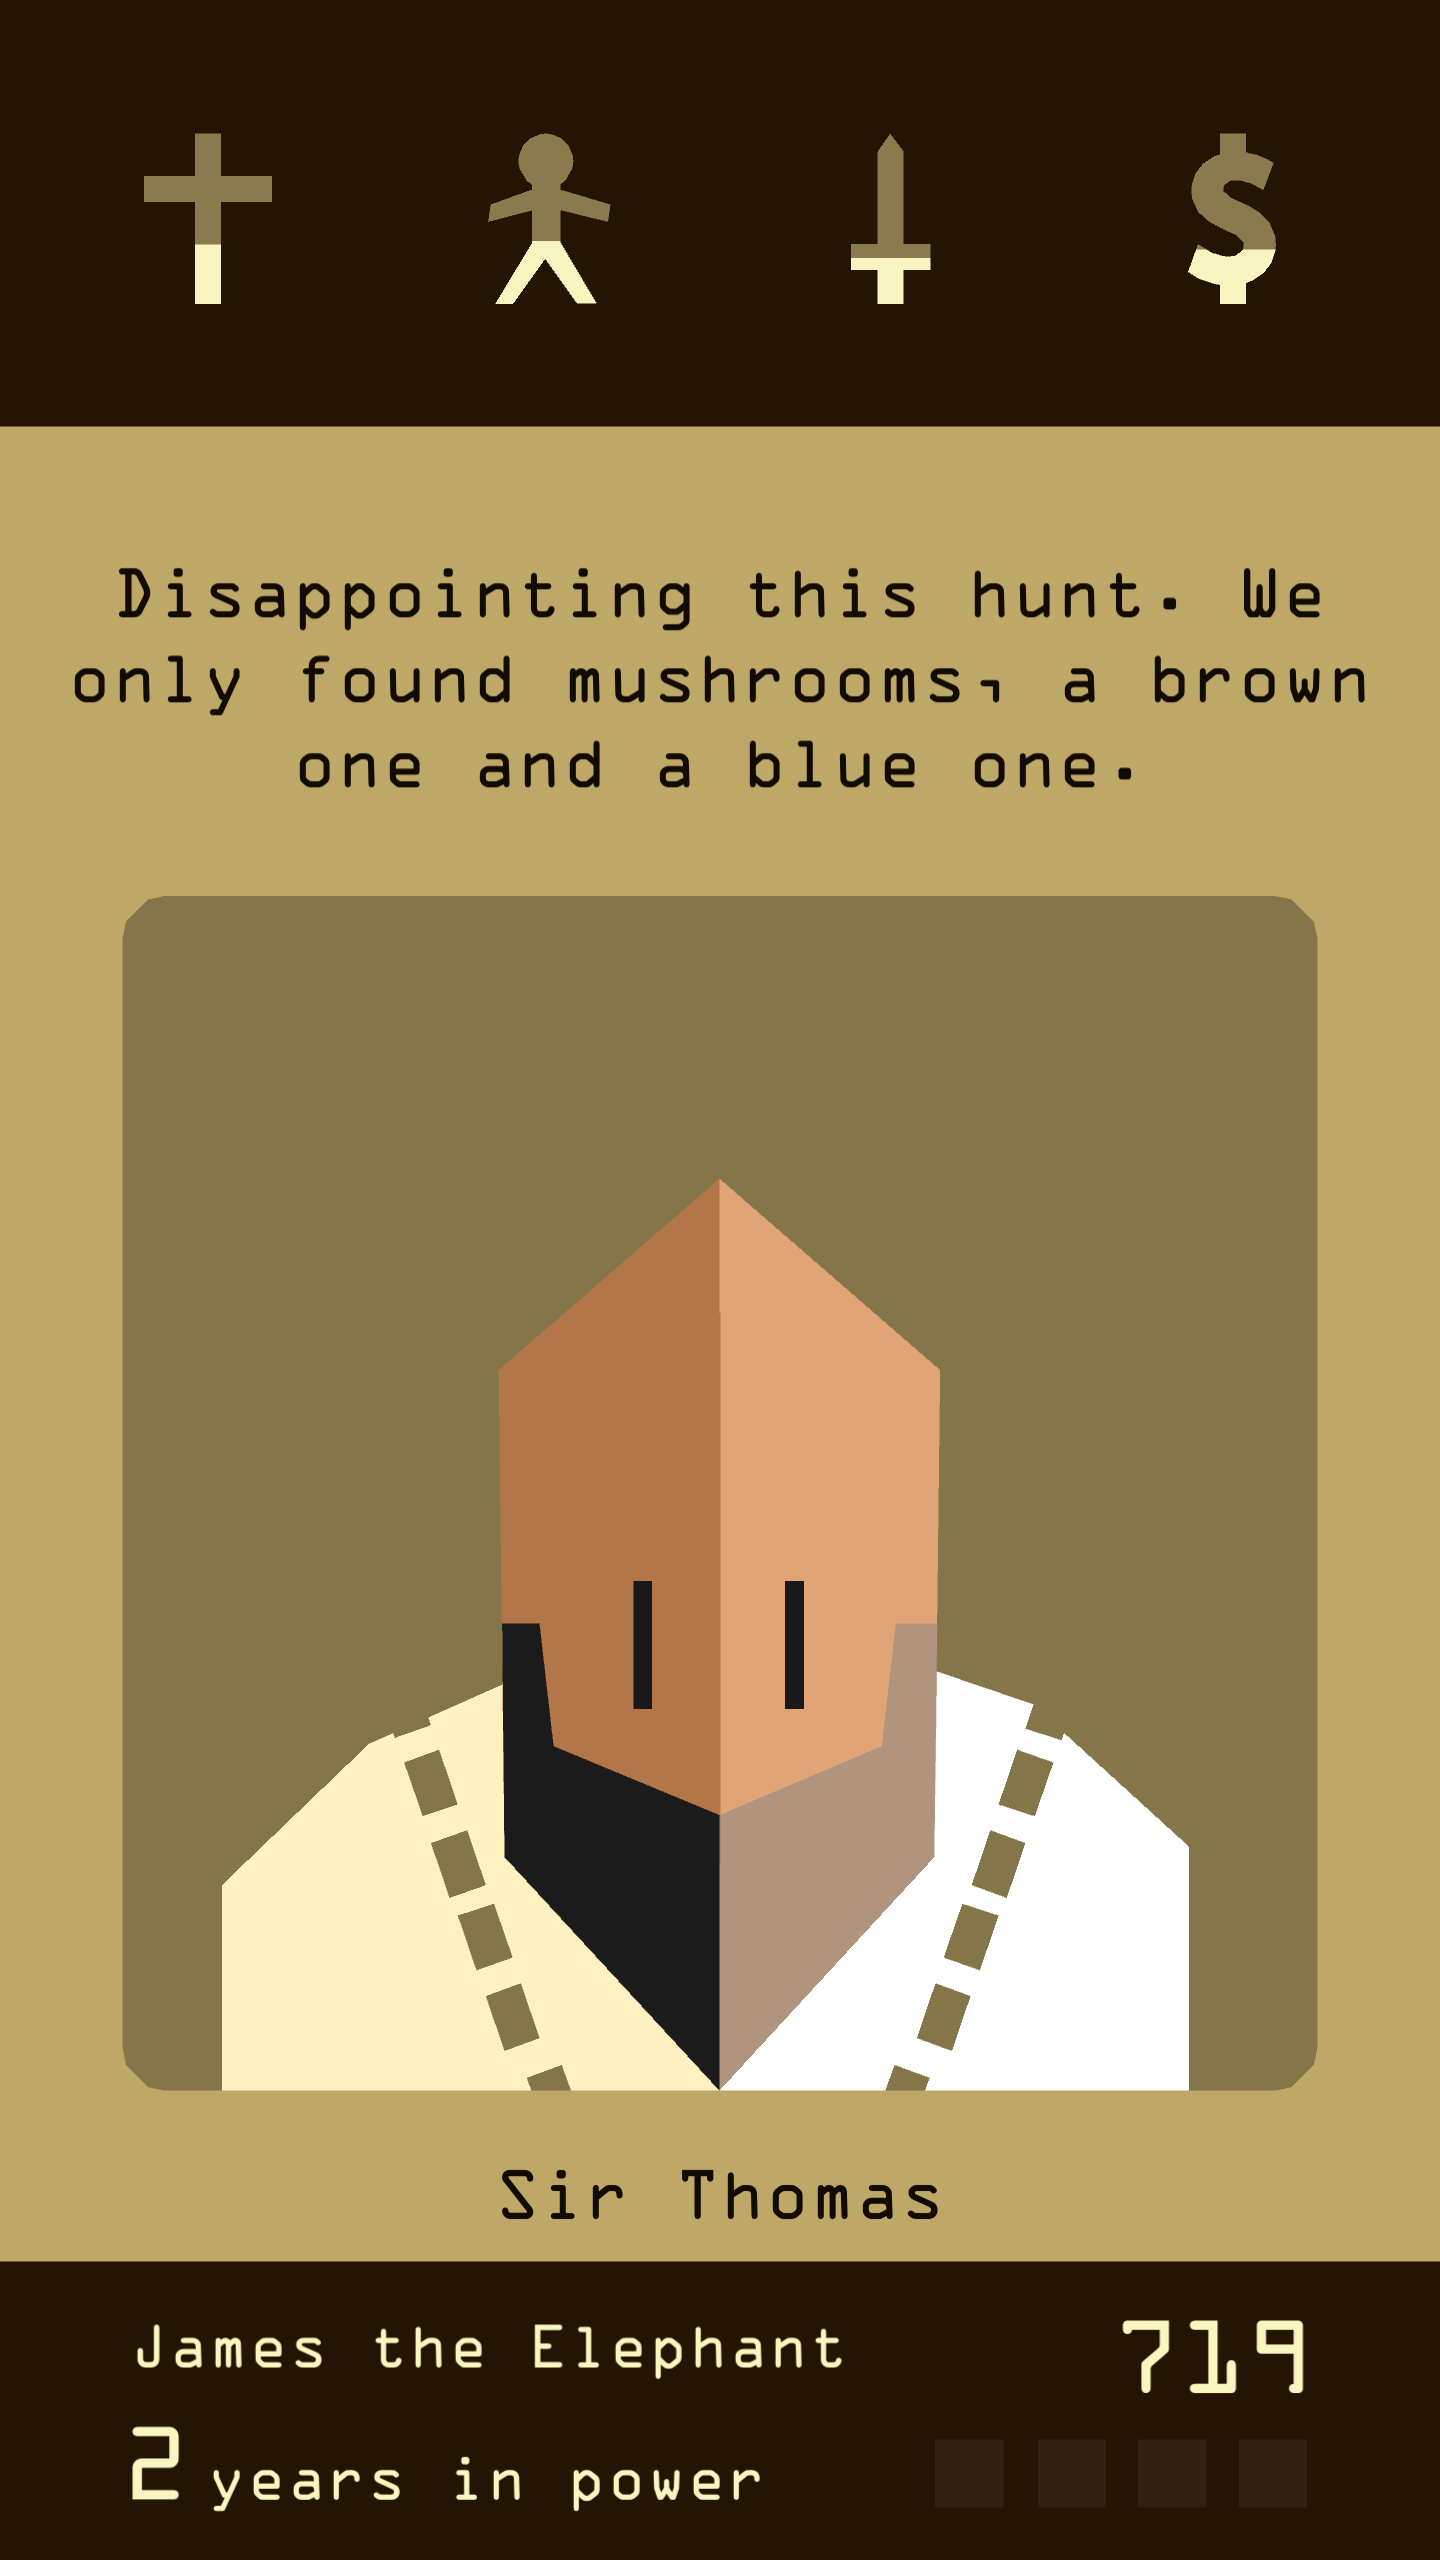 Disappointing this hunt. We
only found mushrooms, a brown
one and a blue one.
Sir Thomas
James the Elephant
719
2 years in power